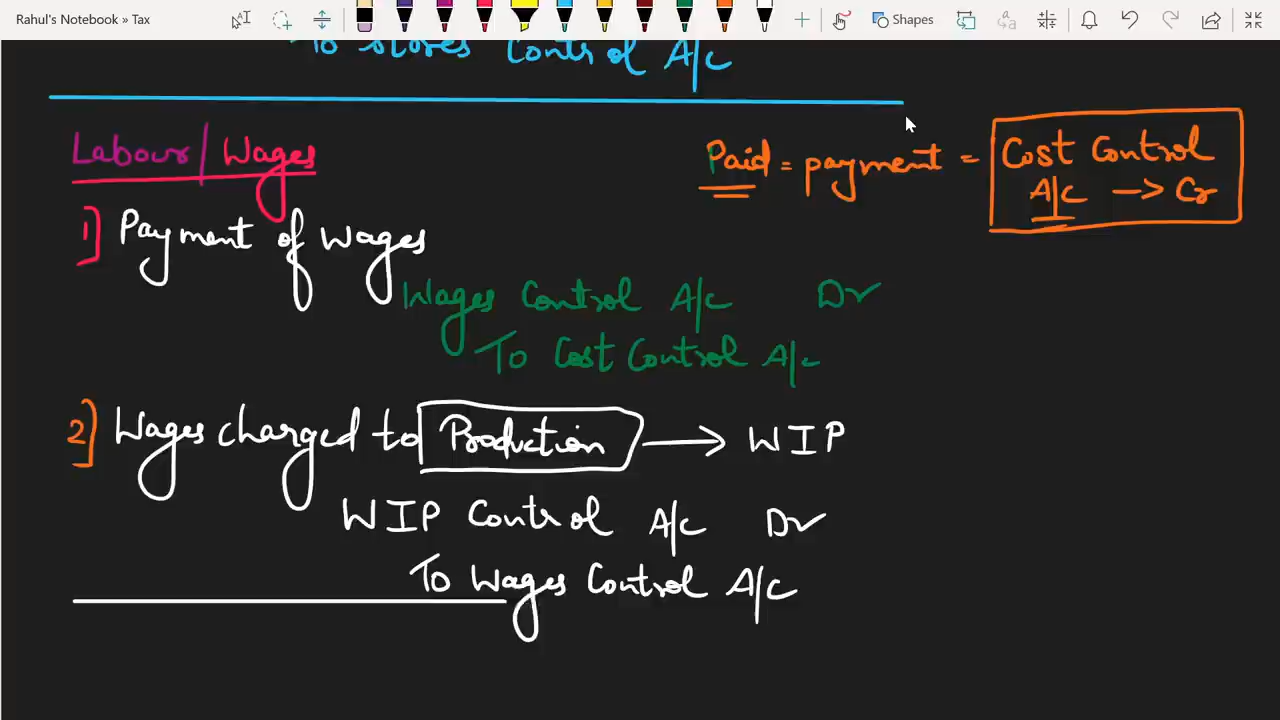 Rahul's Notebook » Tax
Shapes
To Stores Control A/c
Labour/Wages
Paid = payment = Cost Control
A/c → Cr
1] Payment of Wages
Wages Control A/c Dr
To Cost Control A/c
2] Wages charged to Production → WIP
WIP Control A/c Dr
To Wages Control A/c